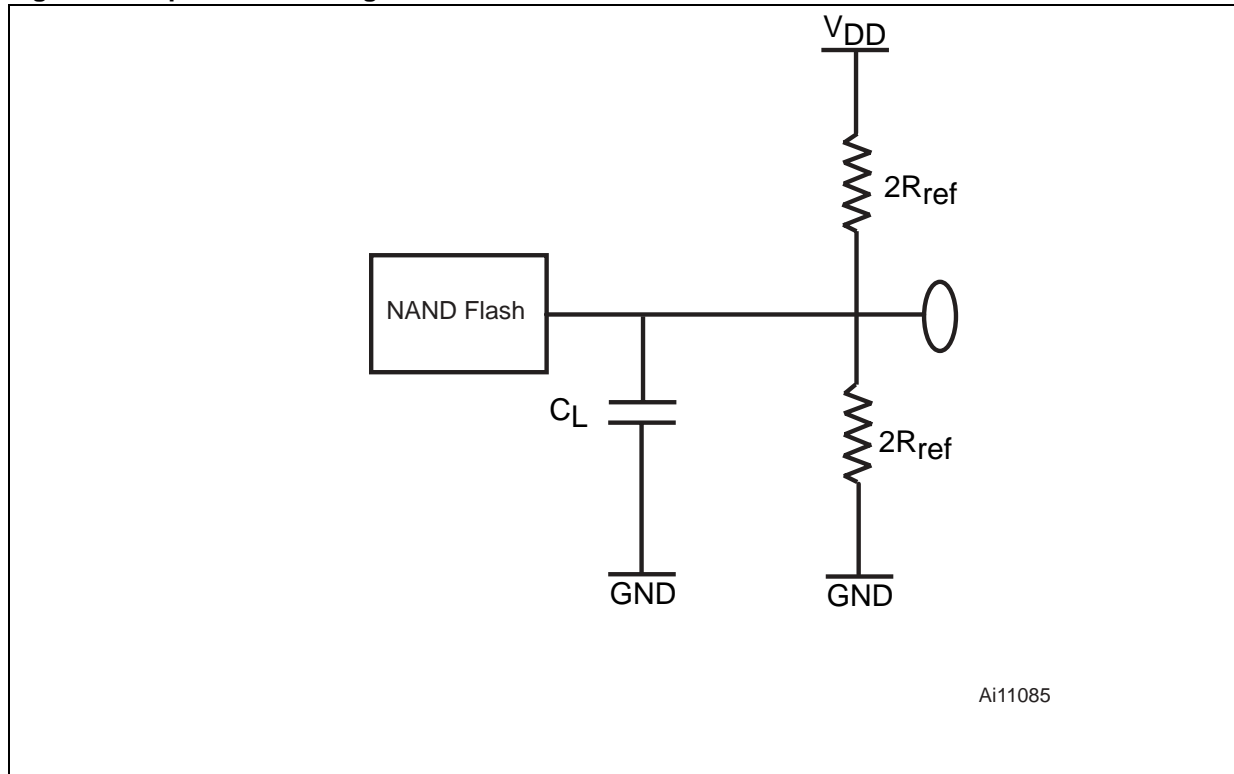 VDD
2Rref
NAND Flash
CL
2Rref
GND
GND
Ai11085